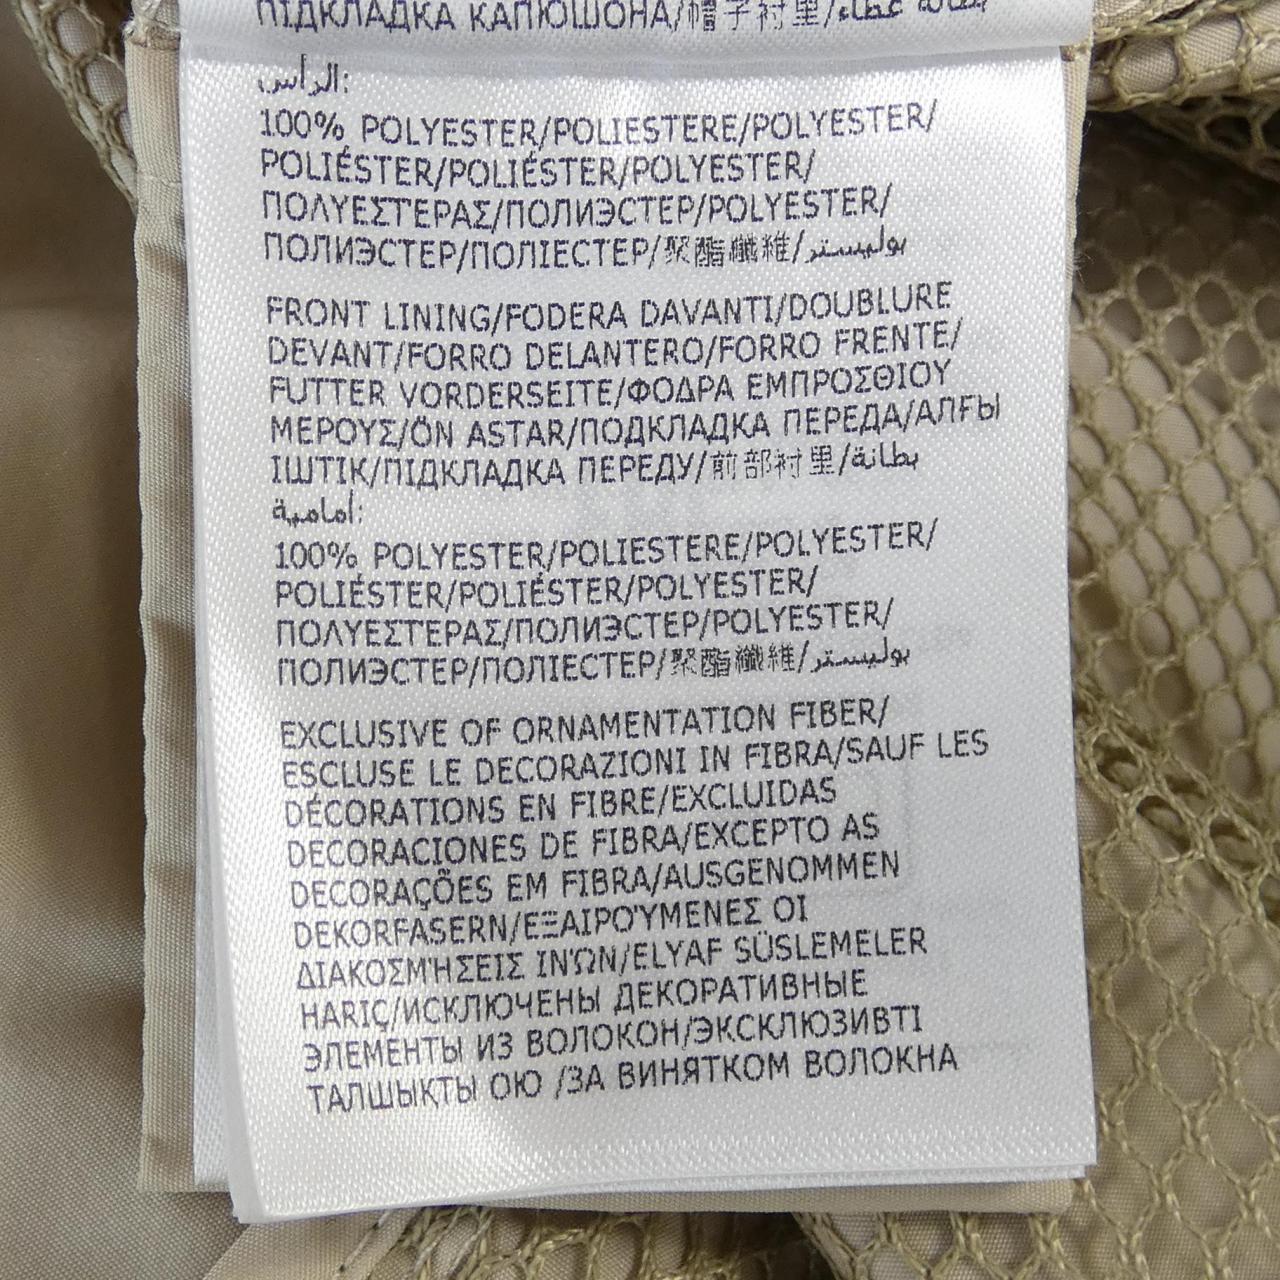 ПІДКЛАДКА КАПЮШОНА/帽子衬里/بطانة غطاء
الرأس:
100% POLYESTER/POLIESTERE/POLYESTER/
POLIÉSTER/POLIÉSTER/POLYESTER/
ΠΟΛΥΕΣΤΕΡΑΣ/ПОЛИЭСТЕР/POLYESTER/
ПОЛИЭСТЕР/ПОЛІЕСТЕР/聚酯纖維/بوليستر
FRONT LINING/FODERA DAVANTI/DOUBLURE
DEVANT/FORRO DELANTERO/FORRO FRENTE/
FUTTER VORDERSEITE/ΦΟΔΡΑ ΕΜΠΡΟΣΘΙΟΥ
ΜΕΡΟΥΣ/ÖN ASTAR/ПОДКЛАДКА ПЕРЕДА/АЛҒЫ
ІШТІК/ПІДКЛАДКА ПЕРЕДУ/前部衬里/بطانة
أمامية:
100% POLYESTER/POLIESTERE/POLYESTER/
POLIÉSTER/POLIÉSTER/POLYESTER/
ΠΟΛΥΕΣΤΕΡΑΣ/ПОЛИЭСТЕР/POLYESTER/
ПОЛИЭСТЕР/ПОЛІЕСТЕР/聚酯纖維/بوليستر
EXCLUSIVE OF ORNAMENTATION FIBER/
ESCLUSE LE DECORAZIONI IN FIBRA/SAUF LES
DÉCORATIONS EN FIBRE/EXCLUIDAS
DECORACIONES DE FIBRA/EXCEPTO AS
DECORAÇÕES EM FIBRA/AUSGENOMMEN
DEKORFASERN/ΕΞΑΙΡΟΎΜΕΝΕΣ ΟΙ
ΔΙΑΚΟΣΜΉΣΕΙΣ ΙΝΏΝ/ELYAF SÜSLEMELER
HARIÇ/ИСКЛЮЧЕНЫ ДЕКОРАТИВНЫЕ
ЭЛЕМЕНТЫ ИЗ ВОЛОКОН/ЭКСКЛЮЗИВТІ
ТАЛШЫҚТЫ ОЮ /ЗА ВИНЯТКОМ ВОЛОКНА